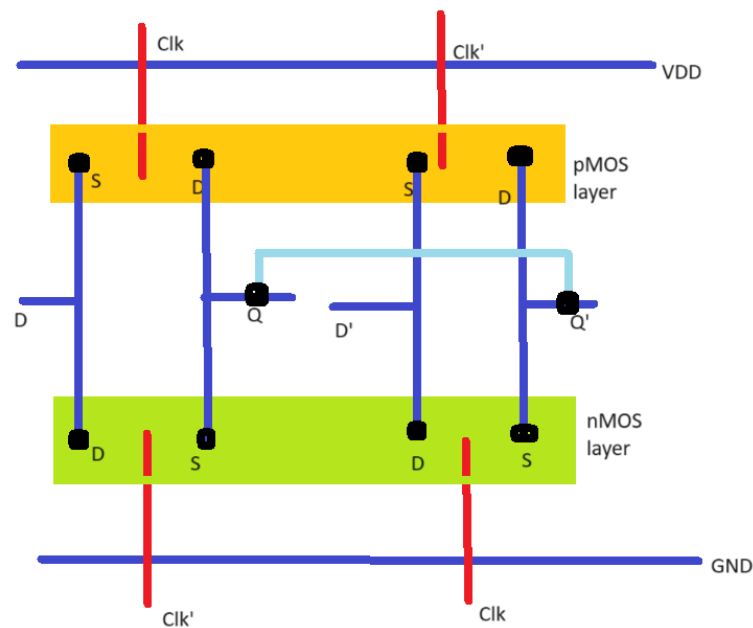 Clk
Clk'
VDD
S
D
S
D
pMOS
layer
D
Q
D'
Q'
nMOS
layer
D
S
D
S
GND
Clk'
Clk